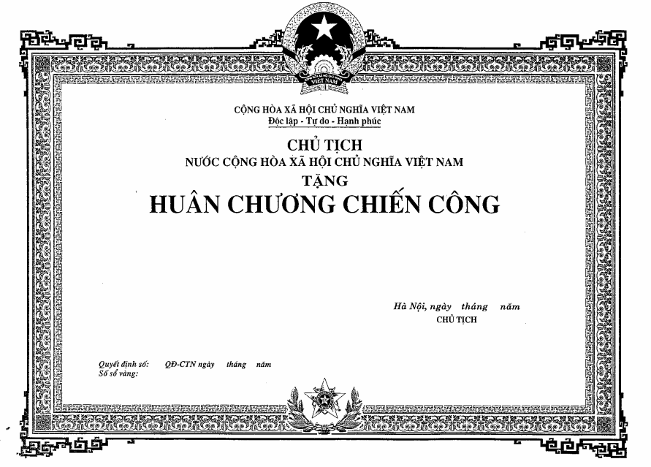 CỘNG HÒA XÃ HỘI CHỦ NGHĨA VIỆT NAM
Độc lập - Tự do - Hạnh phúc
CHỦ TỊCH
NƯỚC CỘNG HÒA XÃ HỘI CHỦ NGHĨA VIỆT NAM
TẶNG
HUÂN CHƯƠNG CHIẾN CÔNG
Hà Nội, ngày tháng năm
CHỦ TỊCH
Quyết định số: QĐ-CTN ngày tháng năm
Số sổ vàng: